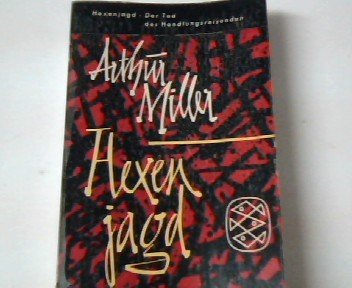 Hexenjagd · Der Tod
des Handlungsreisenden
Arthur
Miller
Hexen
jagd